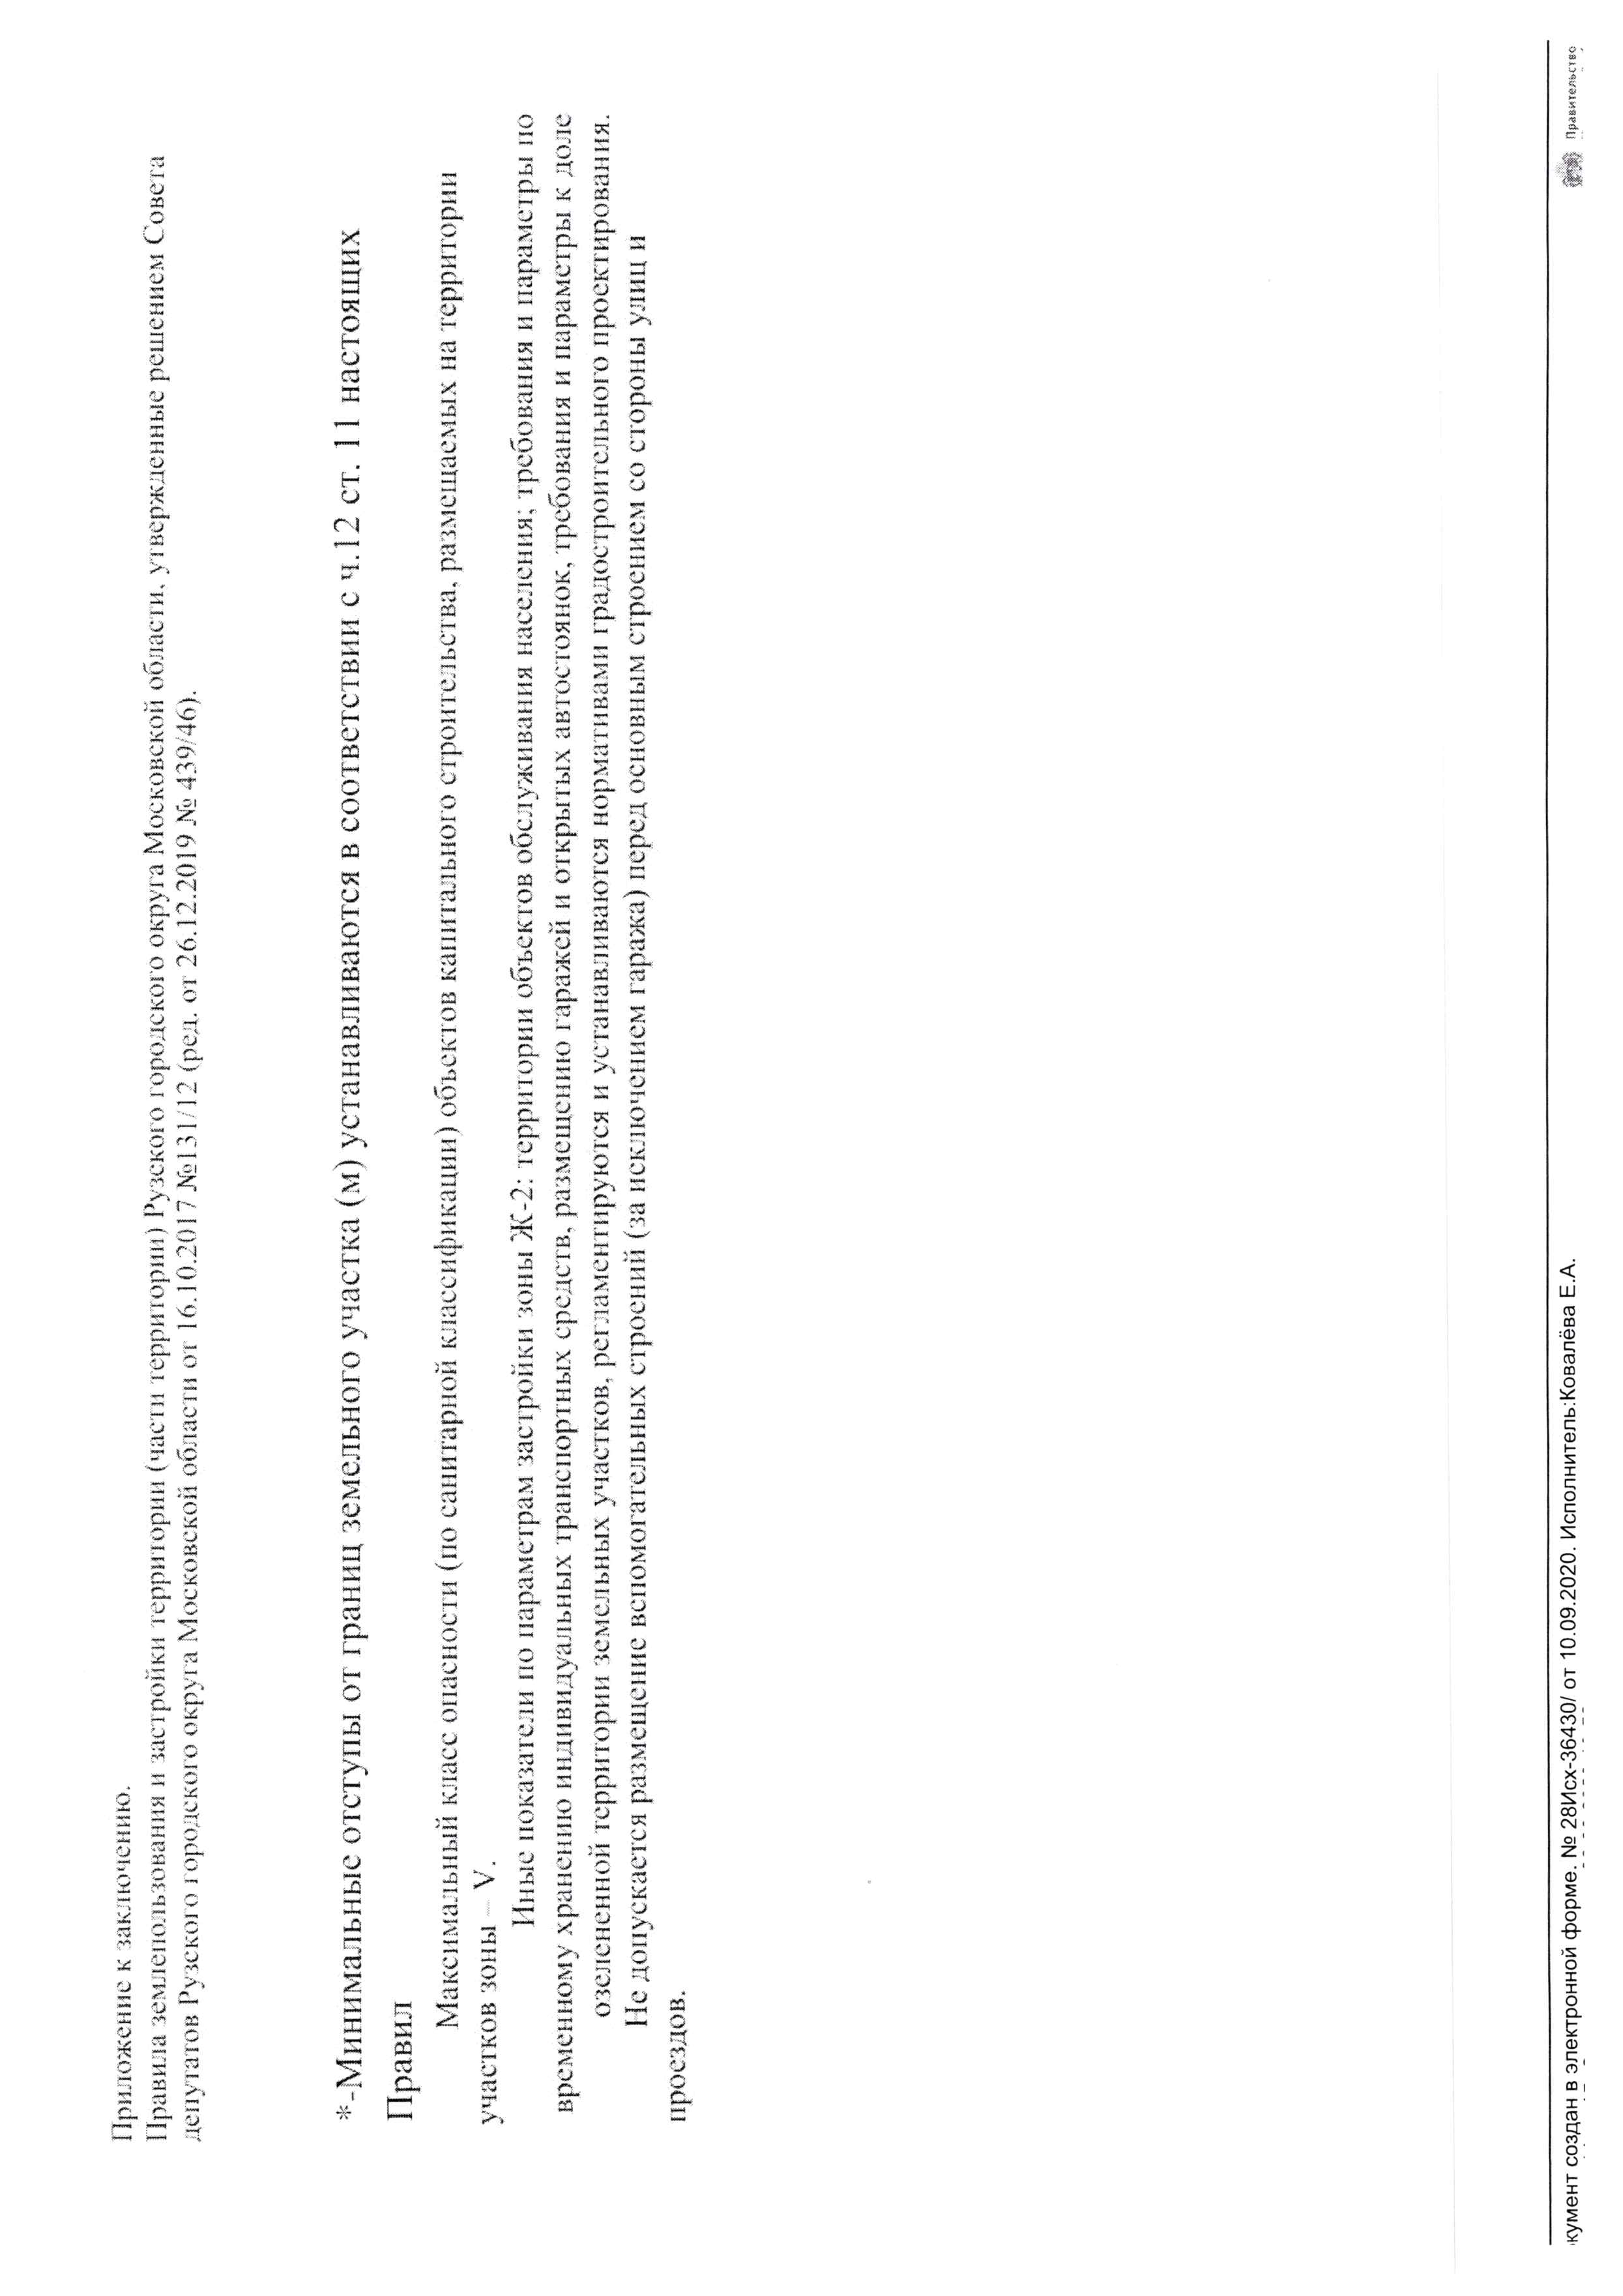 Приложение к заключению.
Правила землепользования и застройки территории (части территории) Рузского городского округа Московской области, утвержденные решением Совета
депутатов Рузского городского округа Московской области от 16.10.2017 №131/12 (ред. от 26.12.2019 № 439/46).
*-Минимальные отступы от границ земельного участка (м) устанавливаются в соответствии с ч.12 ст. 11 настоящих
Правил
Максимальный класс опасности (по санитарной классификации) объектов капитального строительства, размещаемых на территории
участков зоны – V.
Иные показатели по параметрам застройки зоны Ж-2: территории объектов обслуживания населения; требования и параметры по
временному хранению индивидуальных транспортных средств, размещению гаражей и открытых автостоянок, требования и параметры к доле
озелененной территории земельных участков, регламентируются и устанавливаются нормативами градостроительного проектирования.
Не допускается размещение вспомогательных строений (за исключением гаража) перед основным строением со стороны улиц и
проездов.
кумент создан в электронной форме. № 28Исх-36430/ от 10.09.2020. Исполнитель:Ковалёва Е.А.
Правительство